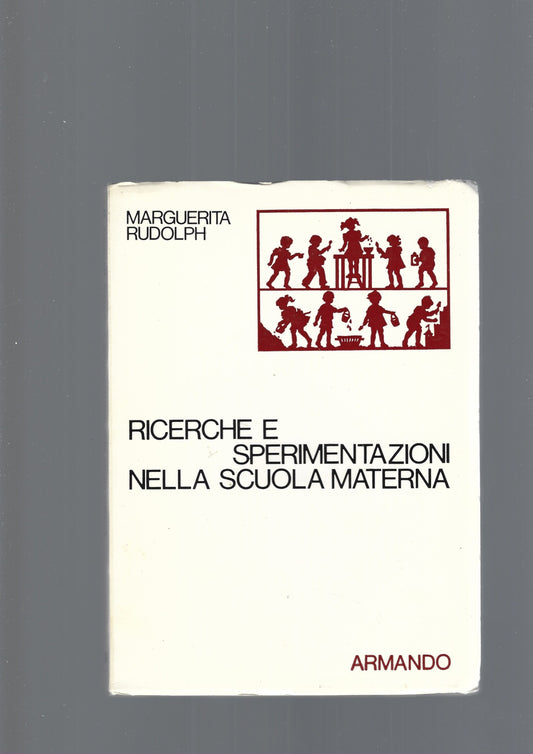 MARGUERITA
RUDOLPH
RICERCHE E
SPERIMENTAZIONI
NELLA SCUOLA MATERNA
ARMANDO